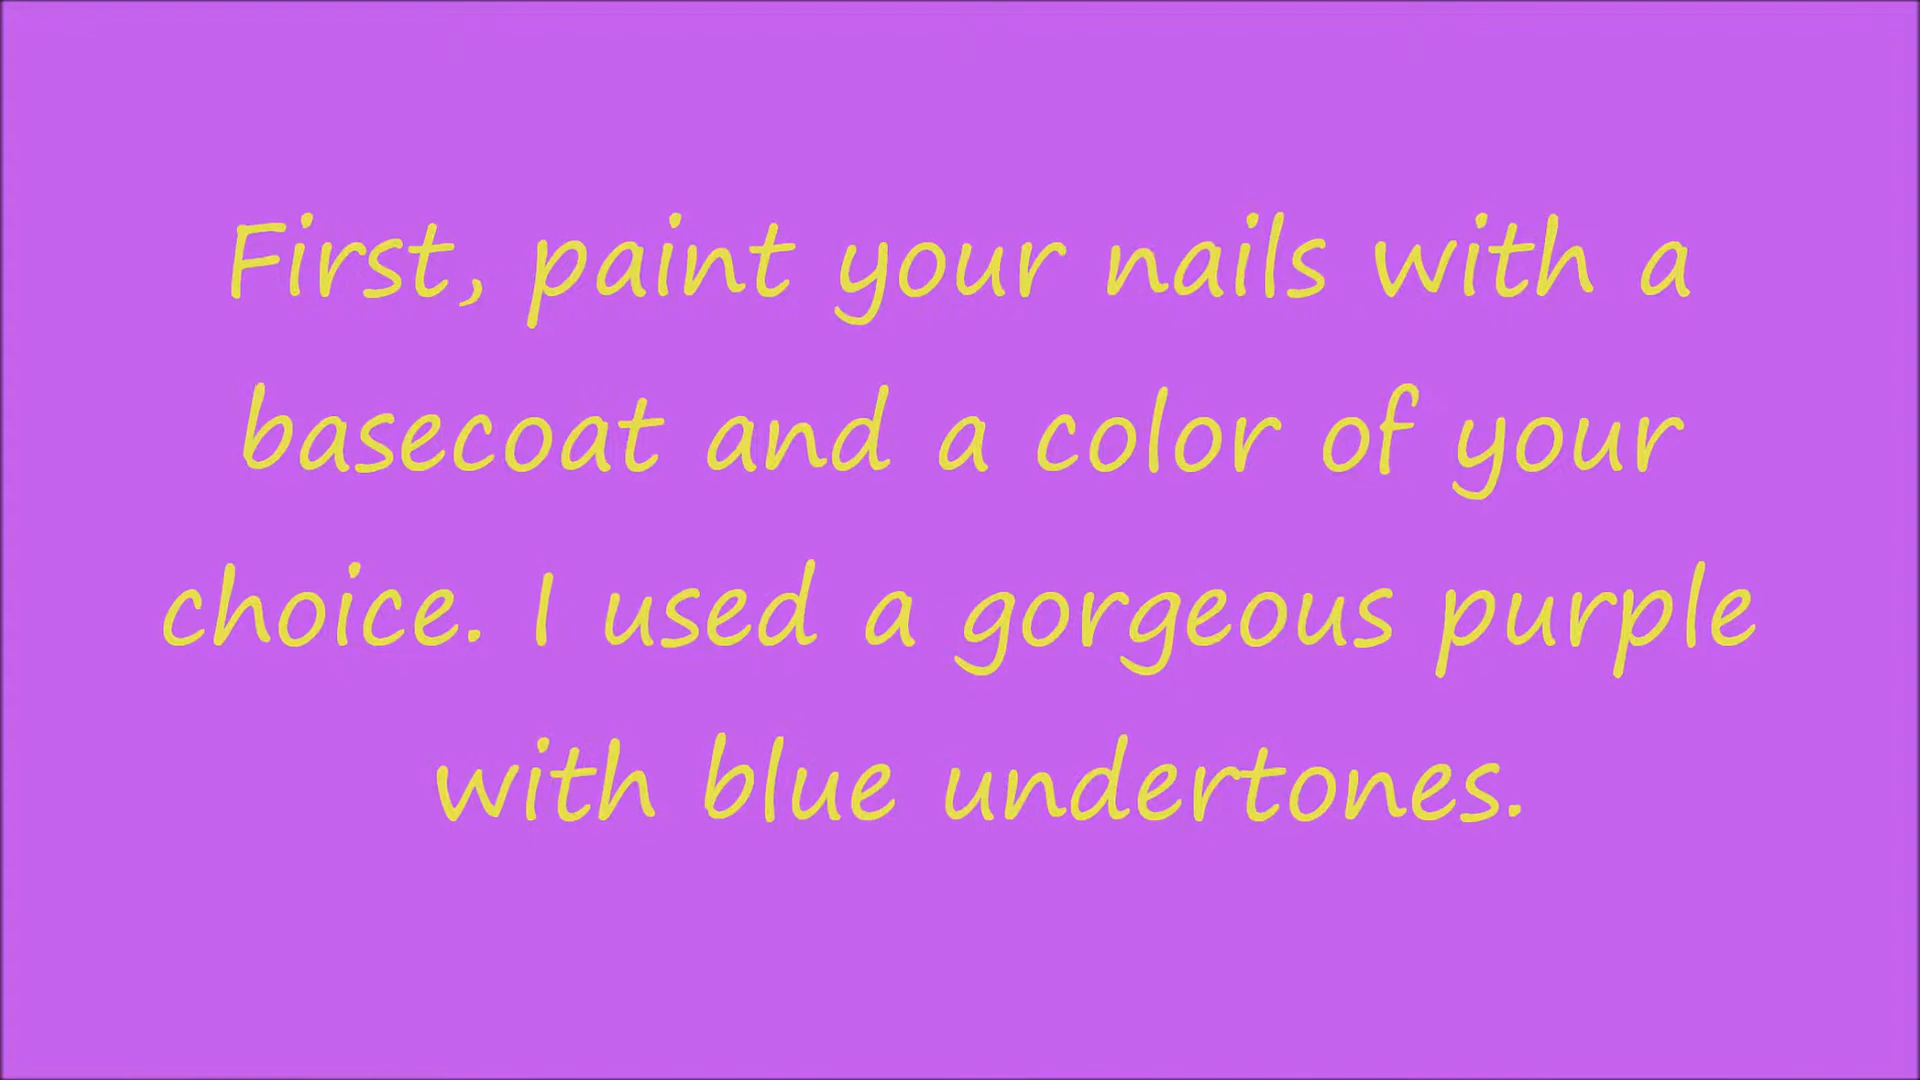 First, paint your nails with a
basecoat and a color of your
choice. I used a gorgeous purple
with blue undertones.